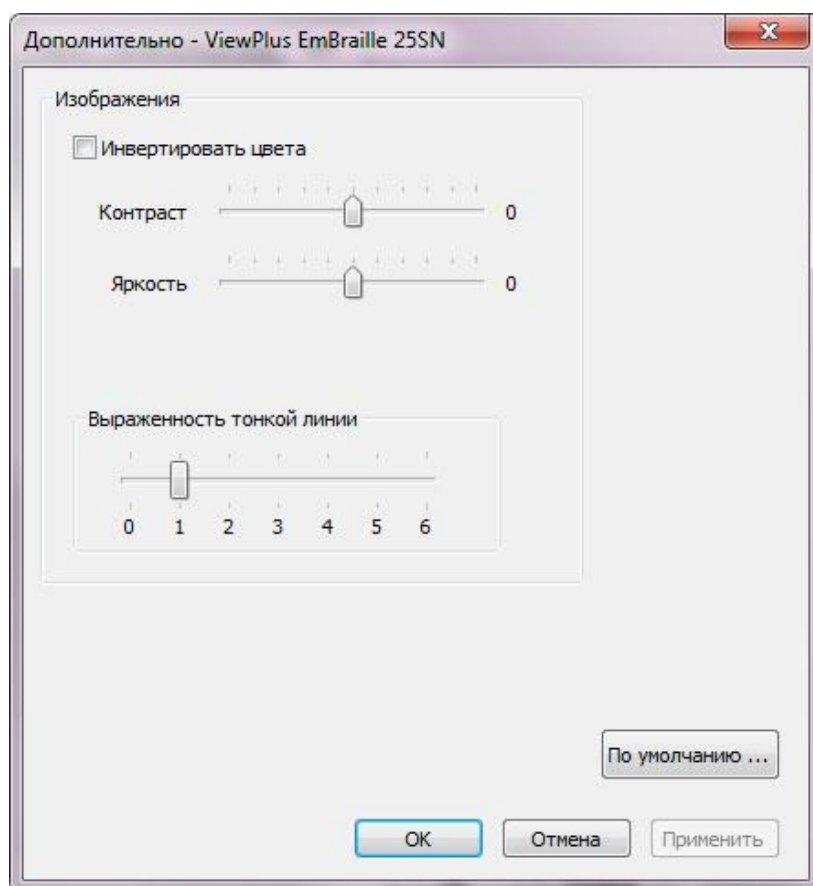 Дополнительно - ViewPlus EmBraille 25SN
Изображения
Инвертировать цвета
Контраст 0
Яркость 0
Выраженность тонкой линии
0 1 2 3 4 5 6
По умолчанию ...
OK Отмена Применить